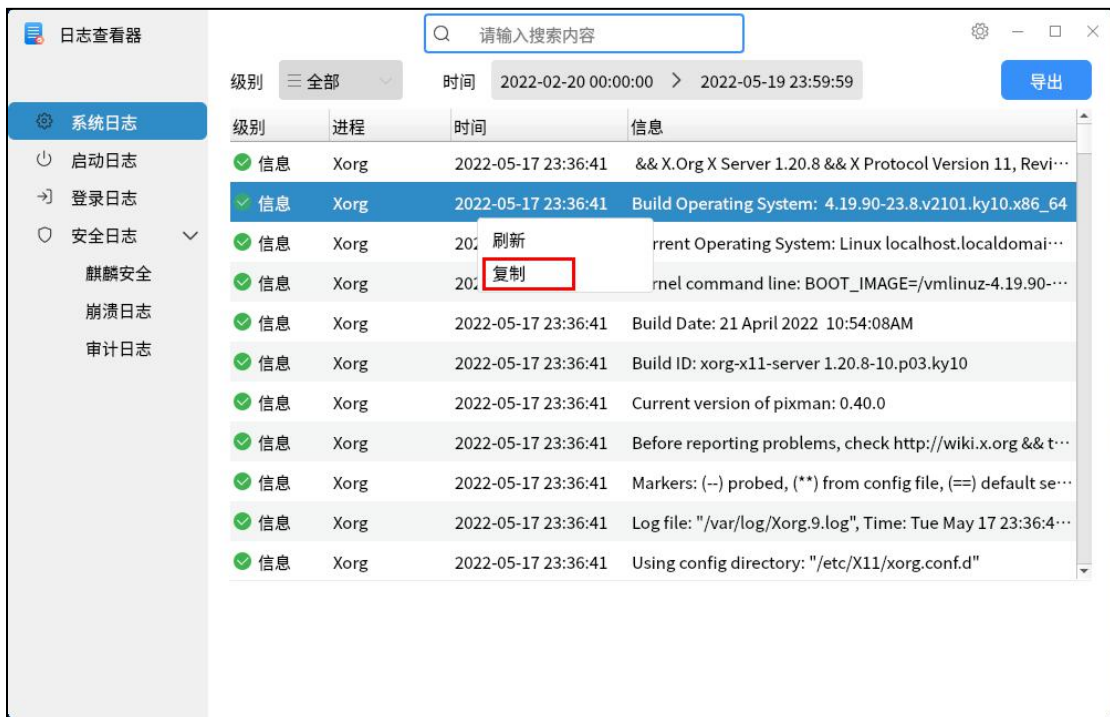 日志查看器
请输入搜索内容
级别 全部 时间 2022-02-20 00:00:00 > 2022-05-19 23:59:59 导出
系统日志
启动日志
登录日志
安全日志
麒麟安全
崩溃日志
审计日志
级别 进程 时间 信息
信息 Xorg 2022-05-17 23:36:41 && X.Org X Server 1.20.8 && X Protocol Version 11, Revi···
信息 Xorg 2022-05-17 23:36:41 Build Operating System: 4.19.90-23.8.v2101.ky10.x86_64
信息 Xorg 202 rrent Operating System: Linux localhost.localdomai···
信息 Xorg 202 rnel command line: BOOT_IMAGE=/vmlinuz-4.19.90-···
刷新
复制
信息 Xorg 2022-05-17 23:36:41 Build Date: 21 April 2022 10:54:08AM
信息 Xorg 2022-05-17 23:36:41 Build ID: xorg-x11-server 1.20.8-10.p03.ky10
信息 Xorg 2022-05-17 23:36:41 Current version of pixman: 0.40.0
信息 Xorg 2022-05-17 23:36:41 Before reporting problems, check http://wiki.x.org && t···
信息 Xorg 2022-05-17 23:36:41 Markers: (--) probed, (**) from config file, (==) default se···
信息 Xorg 2022-05-17 23:36:41 Log file: "/var/log/Xorg.9.log", Time: Tue May 17 23:36:4···
信息 Xorg 2022-05-17 23:36:41 Using config directory: "/etc/X11/xorg.conf.d"